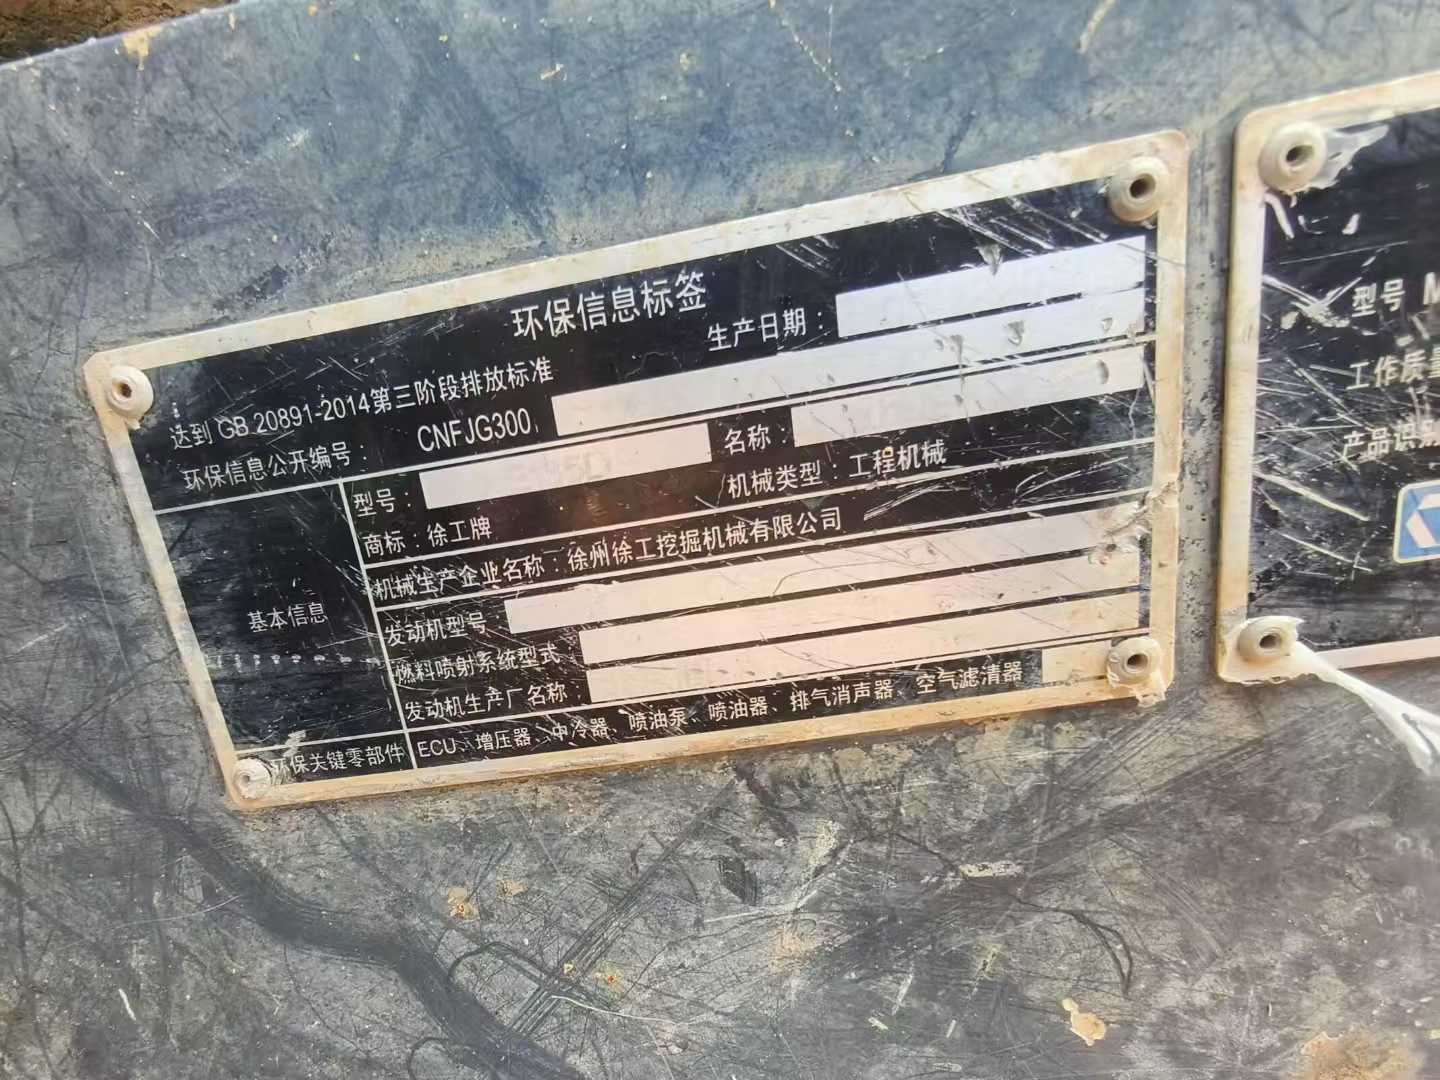 环保信息标签
生产日期：
达到 GB 20891-2014第三阶段排放标准
环保信息公开编号： CNFJG300
型号： 名称：
商标：徐工牌 机械类型：工程机械
机械生产企业名称：徐州徐工挖掘机械有限公司
基本信息
发动机型号：
燃料喷射系统型式：
发动机生产厂名称：
环保关键零部件 ECU、增压器、中冷器、喷油泵、喷油器、排气消声器、空气滤清器
型号 M
工作质量
产品识别